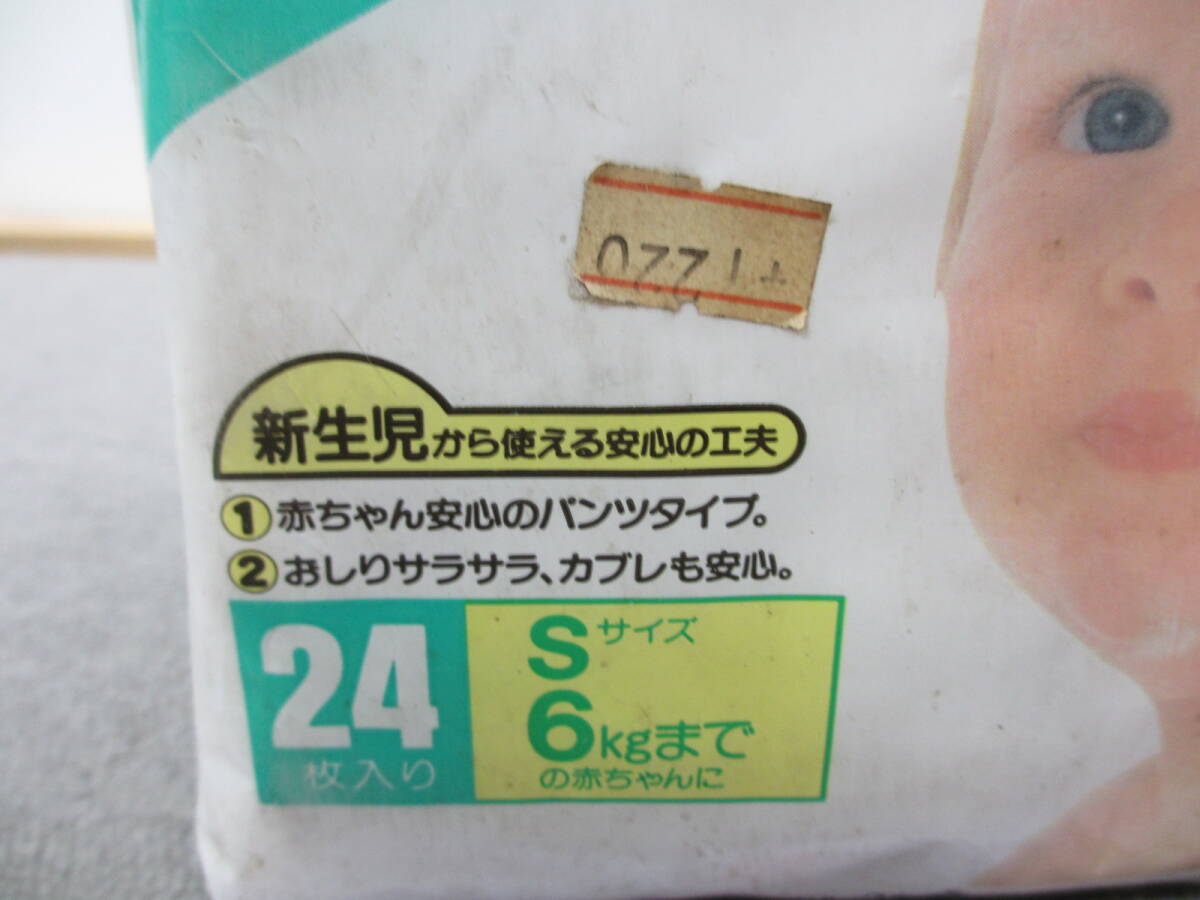 1220
新生児から使える安心の工夫
①赤ちゃん安心のパンツタイプ。
②おしりサラサラ、カブレも安心。
24
枚入り
Sサイズ
6kgまで
の赤ちゃんに